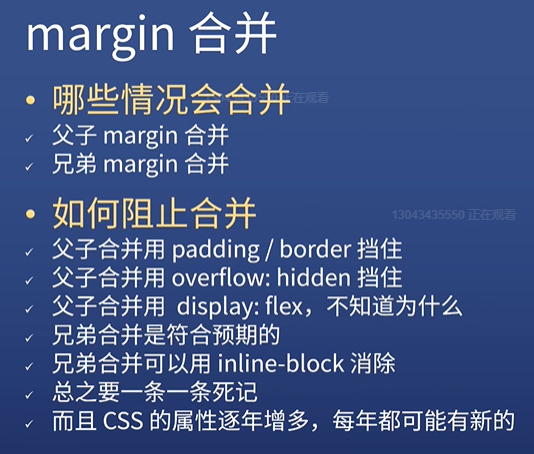 margin 合并
• 哪些情况会合并
✓ 父子 margin 合并
✓ 兄弟 margin 合并
• 如何阻止合并
13043435550 正在观看
✓ 父子合并用 padding / border 挡住
✓ 父子合并用 overflow: hidden 挡住
✓ 父子合并用 display: flex，不知道为什么
✓ 兄弟合并是符合预期的
✓ 兄弟合并可以用 inline-block 消除
✓ 总之要一条一条死记
✓ 而且 CSS 的属性逐年增多，每年都可能有新的